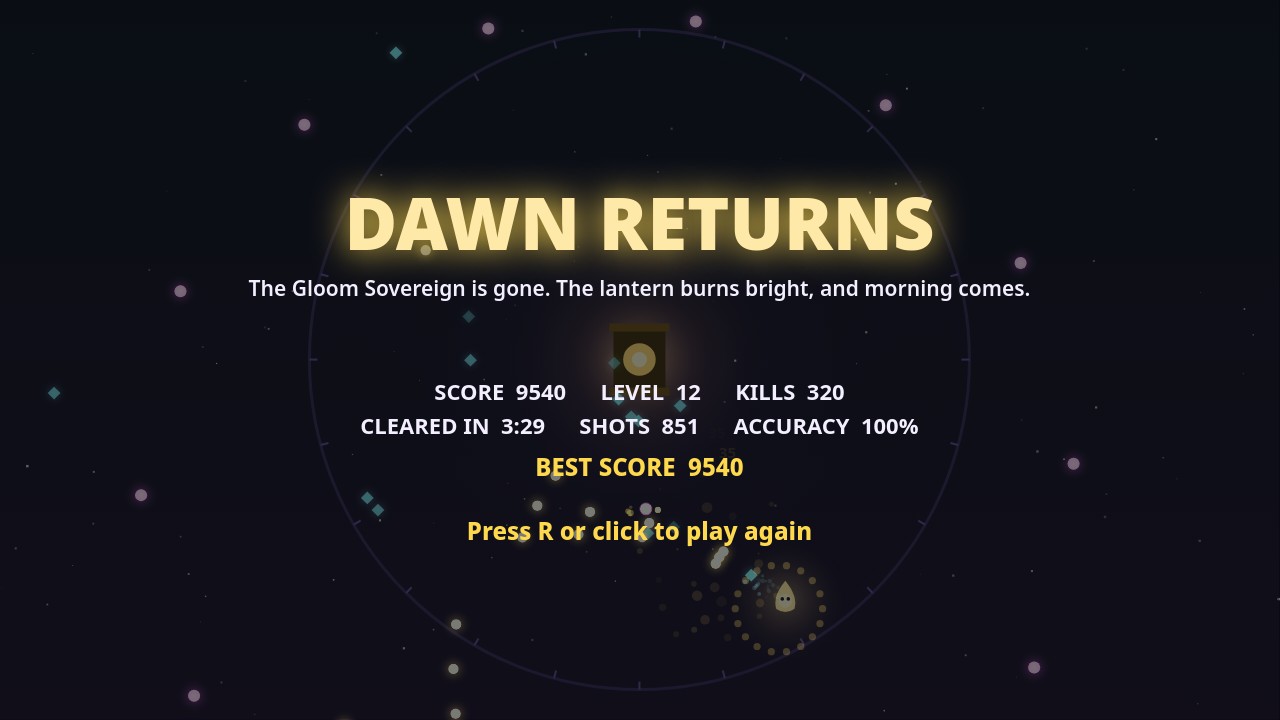 DAWN RETURNS
The Gloom Sovereign is gone. The lantern burns bright, and morning comes.
SCORE 9540 LEVEL 12 KILLS 320
CLEARED IN 3:29 SHOTS 851 ACCURACY 100%
BEST SCORE 9540
Press R or click to play again